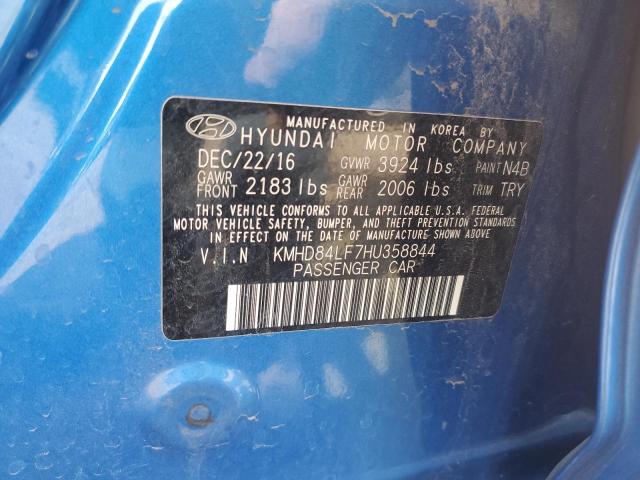 MANUFACTURED IN KOREA BY
HYUNDAI MOTOR COMPANY
DEC/22/16 GVWR 3924 lbs PAINT N4B
GAWR FRONT 2183 lbs GAWR REAR 2006 lbs TRIM TRY
THIS VEHICLE CONFORMS TO ALL APPLICABLE U.S.A. FEDERAL
MOTOR VEHICLE SAFETY, BUMPER, AND THEFT PREVENTION
STANDARDS IN EFFECT ON THE DATE OF MANUFACTURE SHOWN ABOVE.
V.I.N KMHD84LF7HU358844
PASSENGER CAR